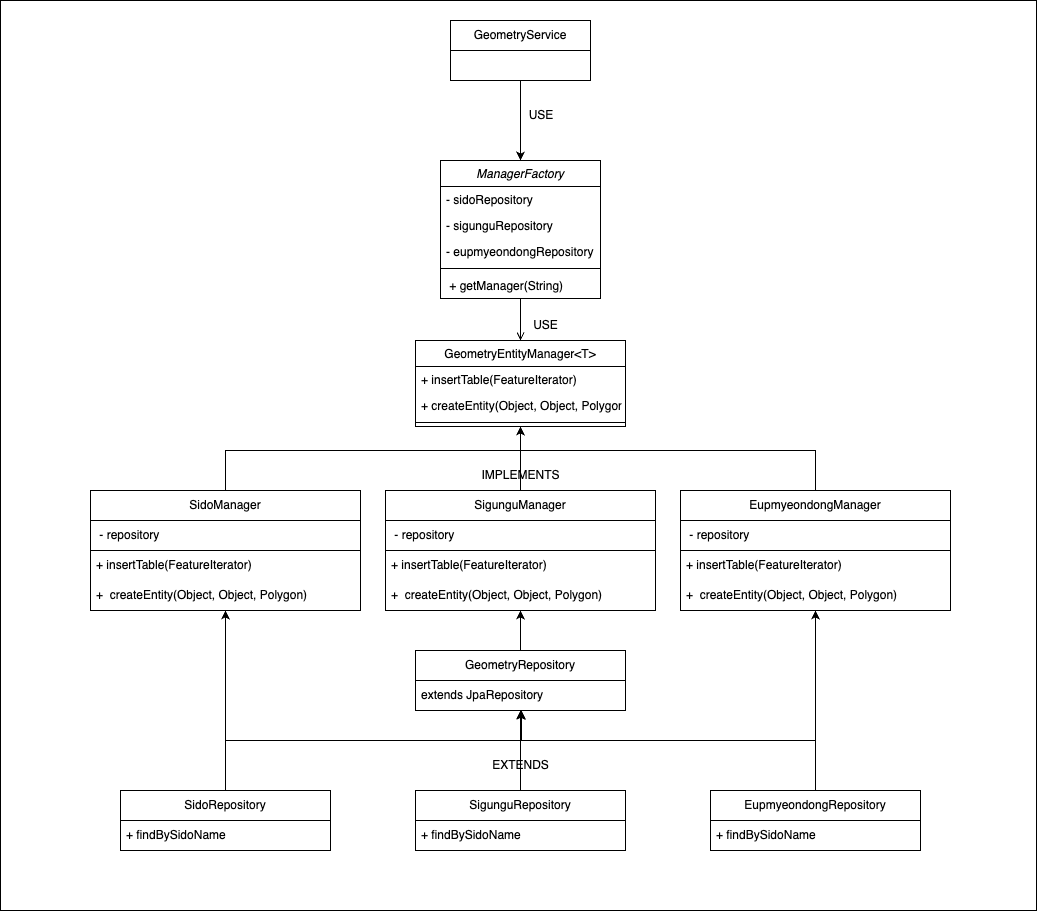 GeometryService
USE
ManagerFactory
- sidoRepository
- sigunguRepository
- eupmyeondongRepository
+ getManager(String)
USE
GeometryEntityManager<T>
+ insertTable(FeatureIterator)
+ createEntity(Object, Object, Polygor
IMPLEMENTS
SidoManager
- repository
+ insertTable(FeatureIterator)
+ createEntity(Object, Object, Polygon)
SigunguManager
- repository
+ insertTable(FeatureIterator)
+ createEntity(Object, Object, Polygon)
EupmyeondongManager
- repository
+ insertTable(FeatureIterator)
+ createEntity(Object, Object, Polygon)
GeometryRepository
extends JpaRepository
EXTENDS
SidoRepository
+ findBySidoName
SigunguRepository
+ findBySidoName
EupmyeondongRepository
+ findBySidoName